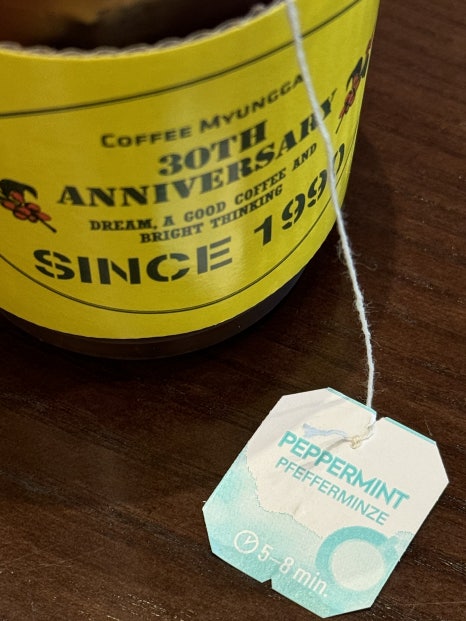 COFFEE MYUNGGA
30TH
ANNIVERSARY
DREAM, A GOOD COFFEE AND
BRIGHT THINKING
SINCE 1990
PEPPERMINT
PFEFFERMINZE
5–8 min.